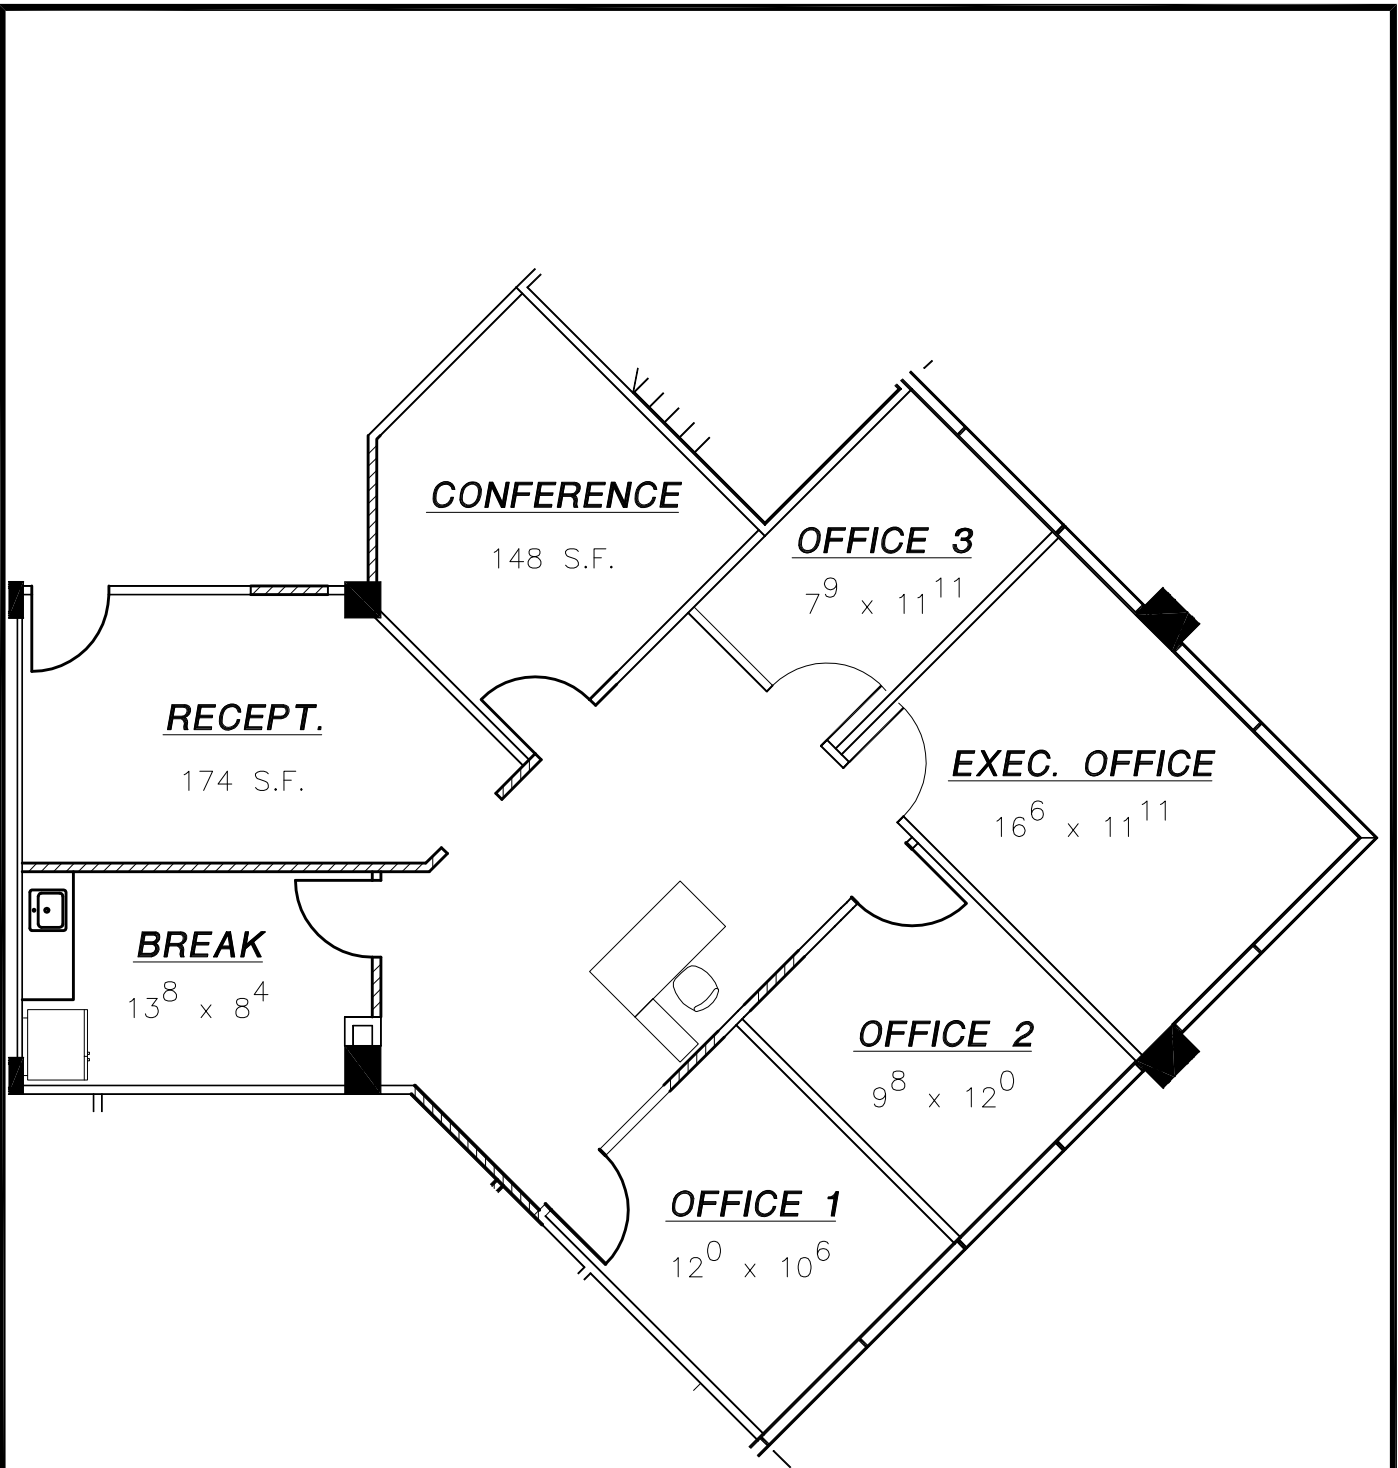 CONFERENCE
148 S.F.
OFFICE 3
7⁹ x 11¹¹
RECEPT.
174 S.F.
EXEC. OFFICE
16⁶ x 11¹¹
BREAK
13⁸ x 8⁴
OFFICE 2
9⁸ x 12⁰
OFFICE 1
12⁰ x 10⁶